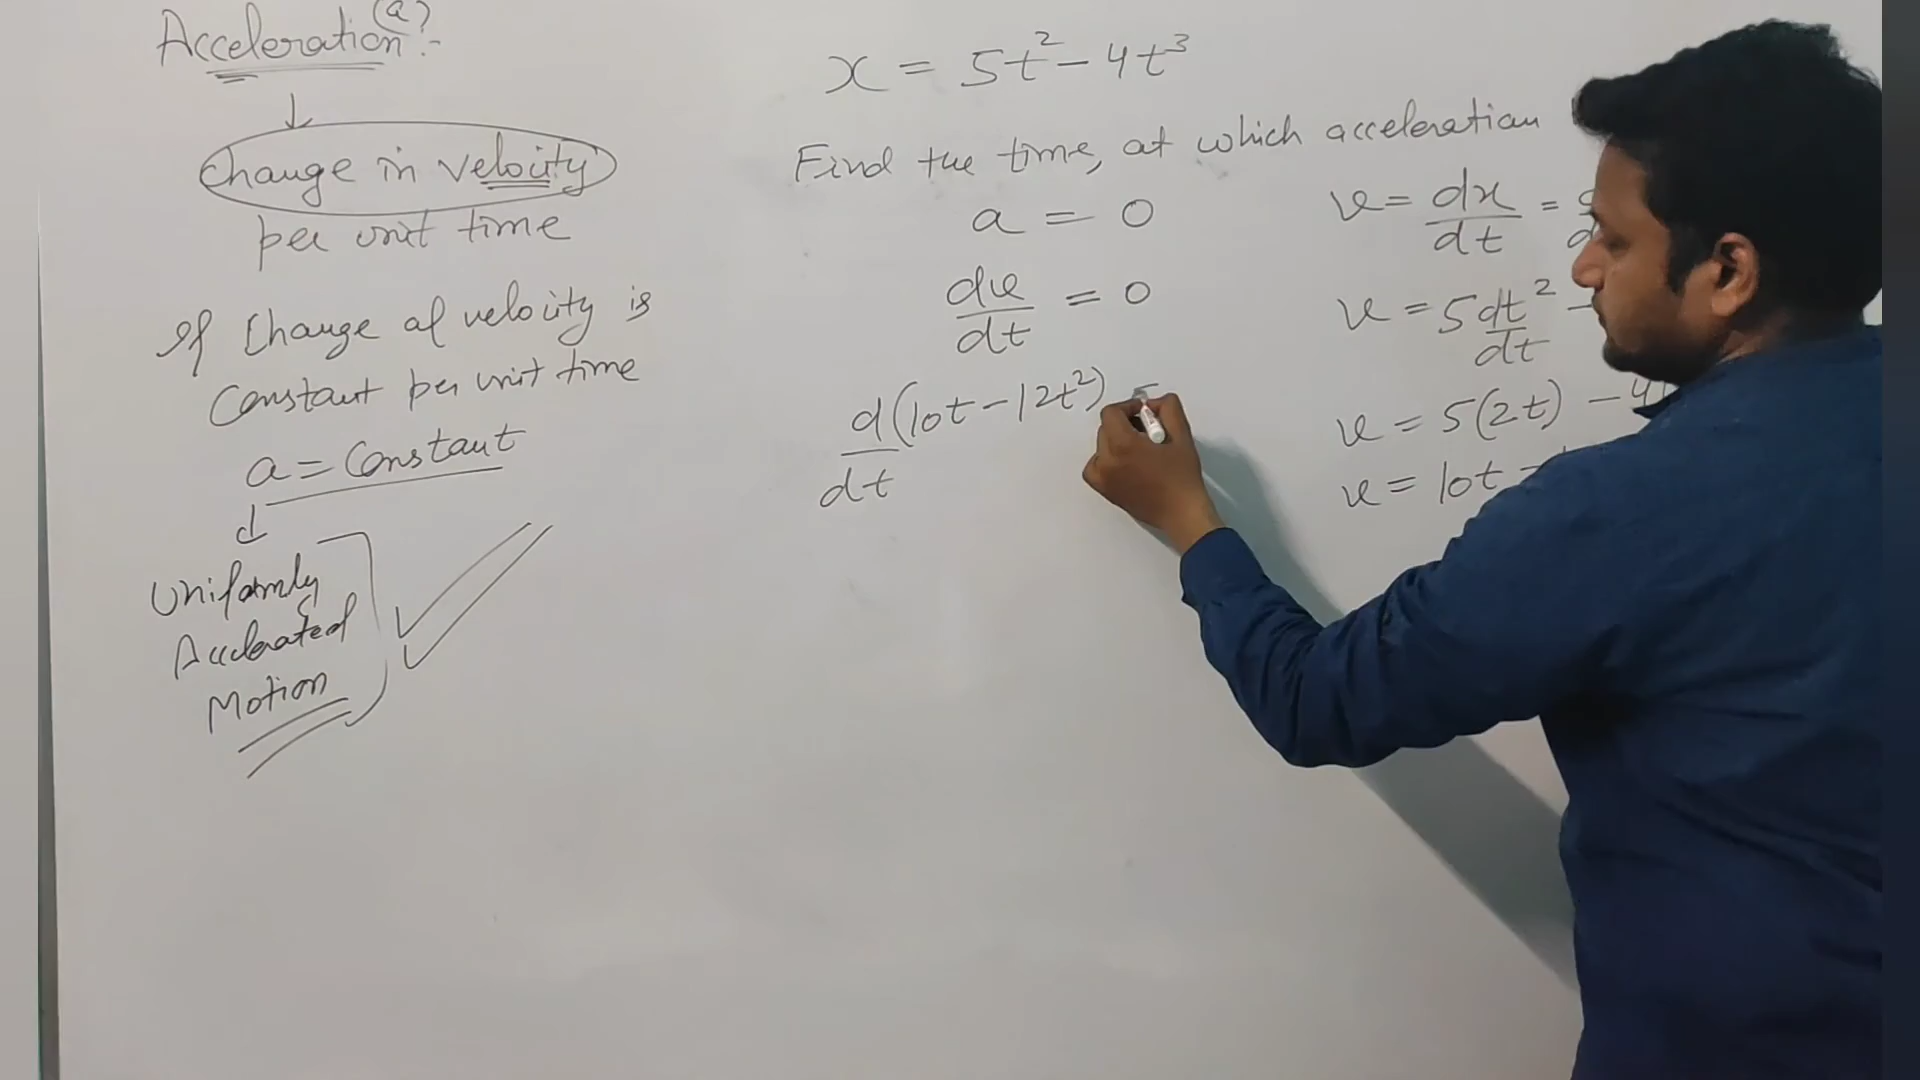 Acceleration (a) :-
↓
Change in velocity
per unit time
If Change of velocity is
Constant per unit time
a = Constant
↓
Uniformly
Acclerated
Motion
x = 5t² - 4t³
Find the time, at which acceleration
a = 0
dv/dt = 0
d(10t - 12t²)/dt =
v = dx/dt =
v = 5 dt²/dt -
v = 5(2t) - 4
v = 10t -